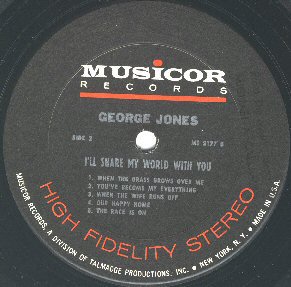 MUSICOR
RECORDS
GEORGE JONES
SIDE 2
MS 3177 B
I'LL SHARE MY WORLD WITH YOU
1. WHEN THE GRASS GROWS OVER ME
2. YOU'VE BECOME MY EVERYTHING
3. WHEN THE WIFE RUNS OFF
4. OUR HAPPY HOME
5. THE RACE IS ON
HIGH FIDELITY STEREO
MUSICOR RECORDS, A DIVISION OF TALMADGE PRODUCTIONS, INC. • NEW YORK, N. Y. • MADE IN U.S.A.